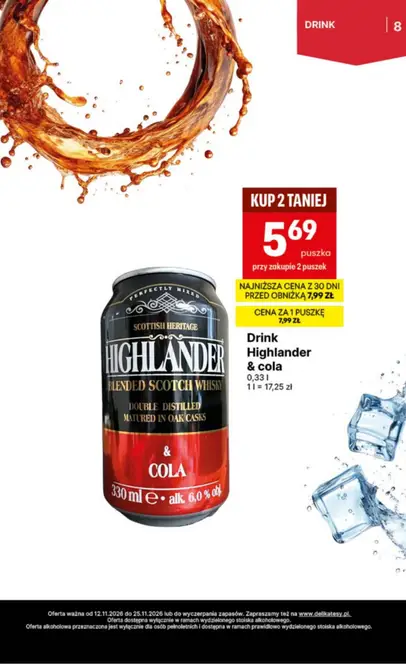 DRINK
8
KUP 2 TANIEJ
5 69
puszka
przy zakupie 2 puszek
NAJNIŻSZA CENA Z 30 DNI
PRZED OBNIŻKĄ 7,99 ZŁ
CENA ZA 1 PUSZKĘ
7,99 ZŁ
Drink
Highlander
& cola
0,33 l
1 l = 17,25 zł
PERFECTLY MIXED
SCOTTISH HERITAGE
HIGHLANDER
BLENDED SCOTCH WHISKY
DOUBLE DISTILLED
MATURED IN OAK CASKS
&
COLA
330 ml e • alk. 6,0 % obj.
Oferta ważna od 12.11.2026 do 25.11.2026 lub do wyczerpania zapasów. Zapraszamy też na www.delikatesy.pl.
Oferta dostępna wyłącznie w ramach wydzielonego stoiska alkoholowego.
Oferta alkoholowa przeznaczona jest wyłącznie dla osób pełnoletnich i dostępna w ramach prawidłowo wydzielonego stoiska alkoholowego.